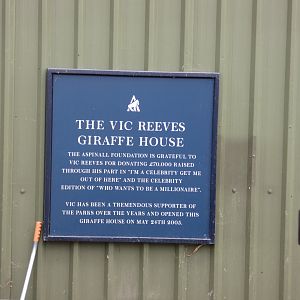 THE VIC REEVES
GIRAFFE HOUSE
THE ASPINALL FOUNDATION IS GRATEFUL TO
VIC REEVES FOR DONATING £70,000 RAISED
THROUGH HIS PART IN "I'M A CELEBRITY GET ME
OUT OF HERE" AND THE CELEBRITY
EDITION OF "WHO WANTS TO BE A MILLIONAIRE".
VIC HAS BEEN A TREMENDOUS SUPPORTER OF
THE PARKS OVER THE YEARS AND OPENED THIS
GIRAFFE HOUSE ON MAY 24TH 2005.